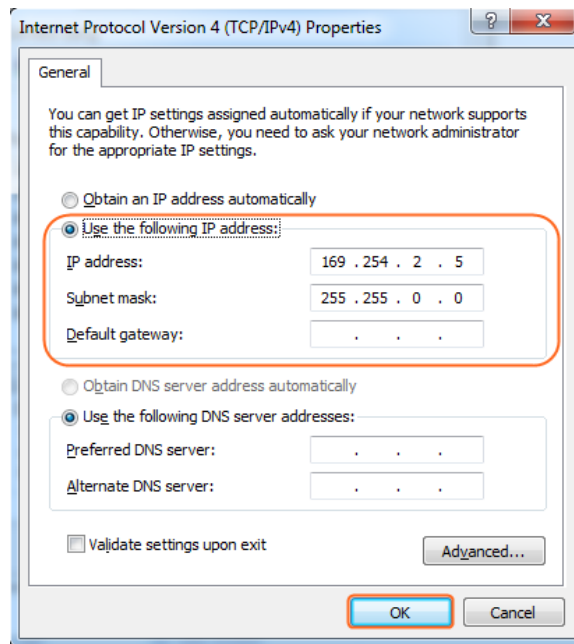 Internet Protocol Version 4 (TCP/IPv4) Properties
?
X
General
You can get IP settings assigned automatically if your network supports
this capability. Otherwise, you need to ask your network administrator
for the appropriate IP settings.
Obtain an IP address automatically
Use the following IP address:
IP address: 169 . 254 . 2 . 5
Subnet mask: 255 . 255 . 0 . 0
Default gateway: . . .
Obtain DNS server address automatically
Use the following DNS server addresses:
Preferred DNS server: . . .
Alternate DNS server: . . .
Validate settings upon exit
Advanced...
OK Cancel